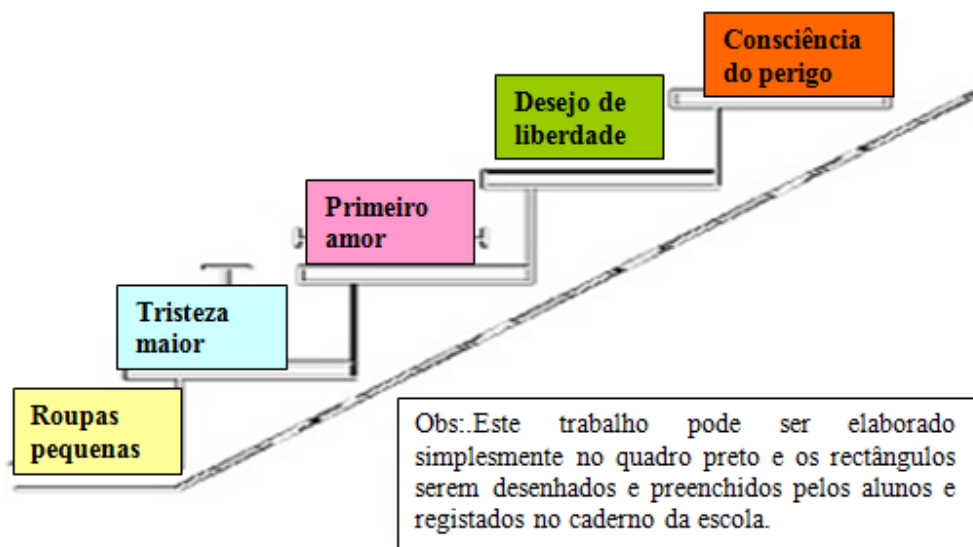 Consciência
do perigo
Desejo de
liberdade
Primeiro
amor
Tristeza
maior
Roupas
pequenas
Obs:.Este trabalho pode ser elaborado
simplesmente no quadro preto e os rectângulos
serem desenhados e preenchidos pelos alunos e
registados no caderno da escola.